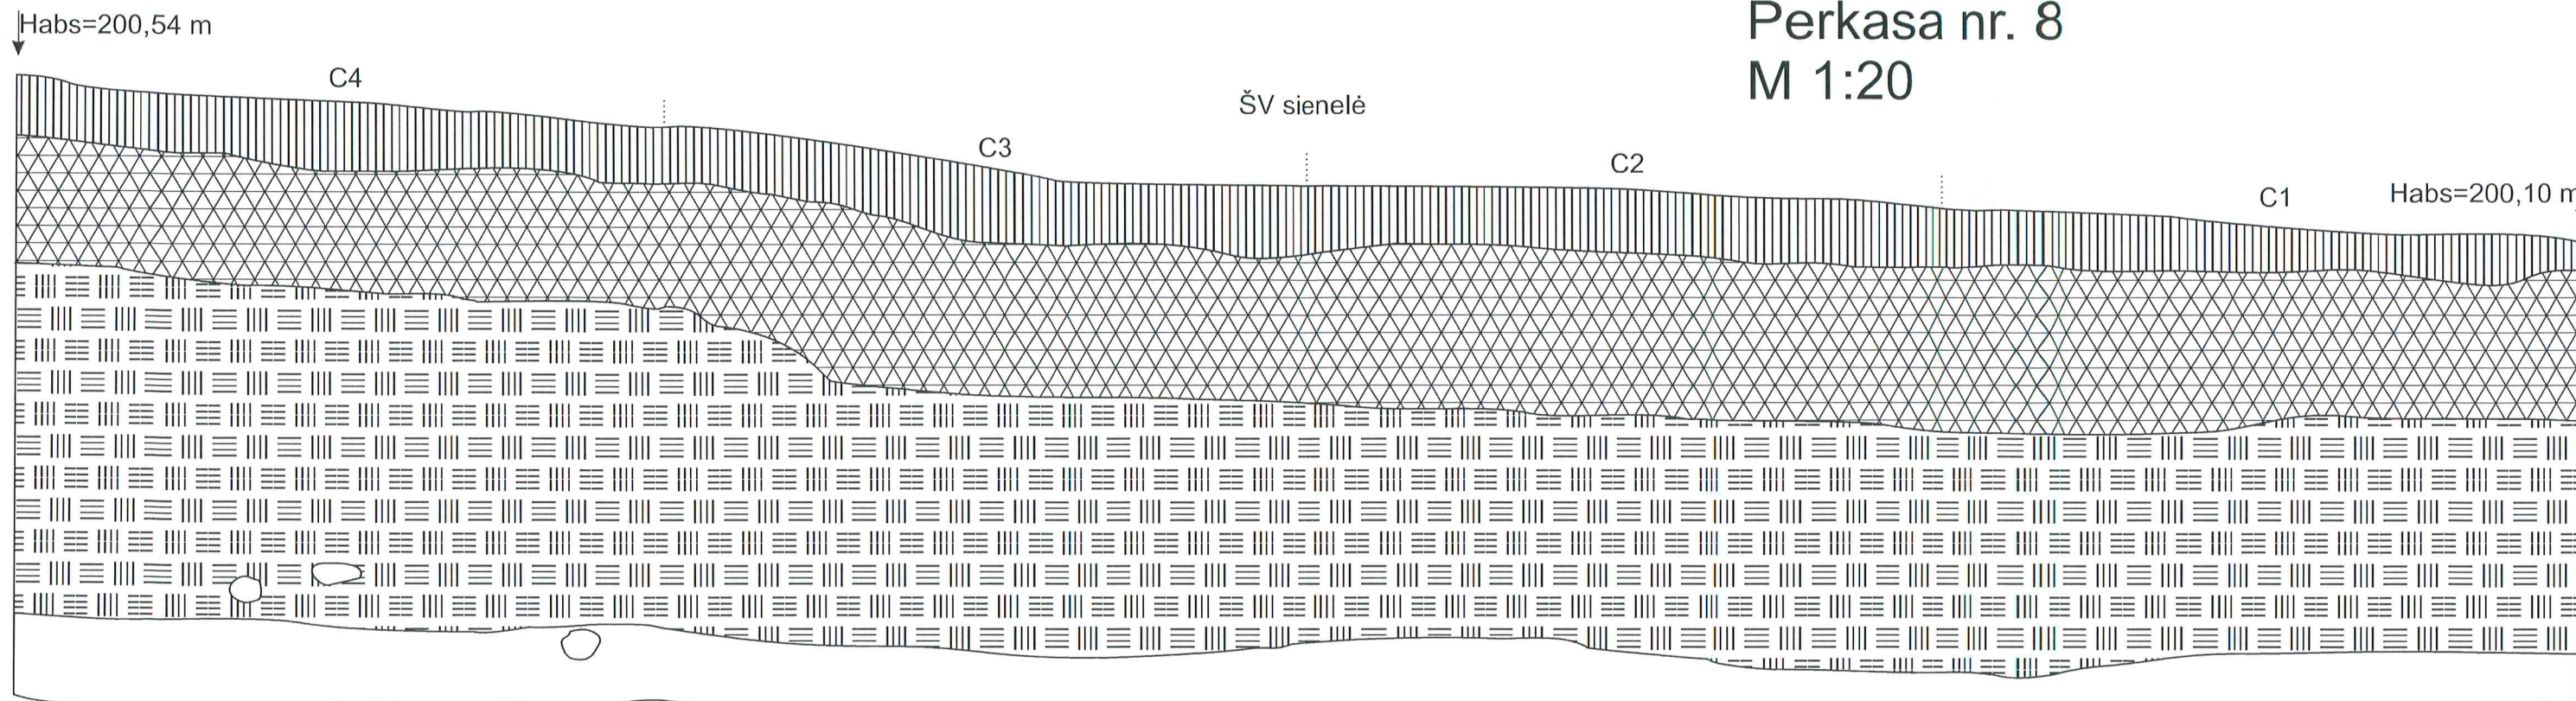 Perkasa nr. 8
M 1:20
Habs=200,54 m
C4
ŠV sienelė
C3
C2
C1
Habs=200,10 m